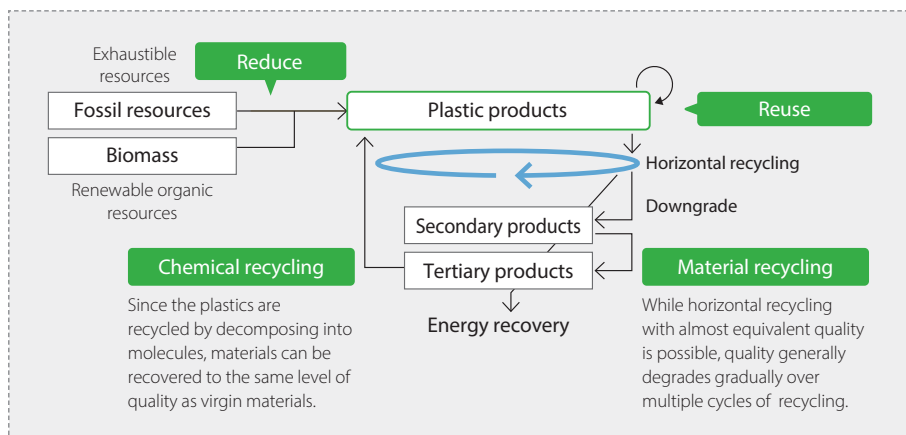 Exhaustible
resources
Reduce
Fossil resources
Plastic products
Reuse
Biomass
Renewable organic
resources
Horizontal recycling
Downgrade
Secondary products
Chemical recycling
Tertiary products
Material recycling
Since the plastics are
recycled by decomposing into
molecules, materials can be
recovered to the same level of
quality as virgin materials.
Energy recovery
While horizontal recycling
with almost equivalent quality
is possible, quality generally
degrades gradually over
multiple cycles of recycling.